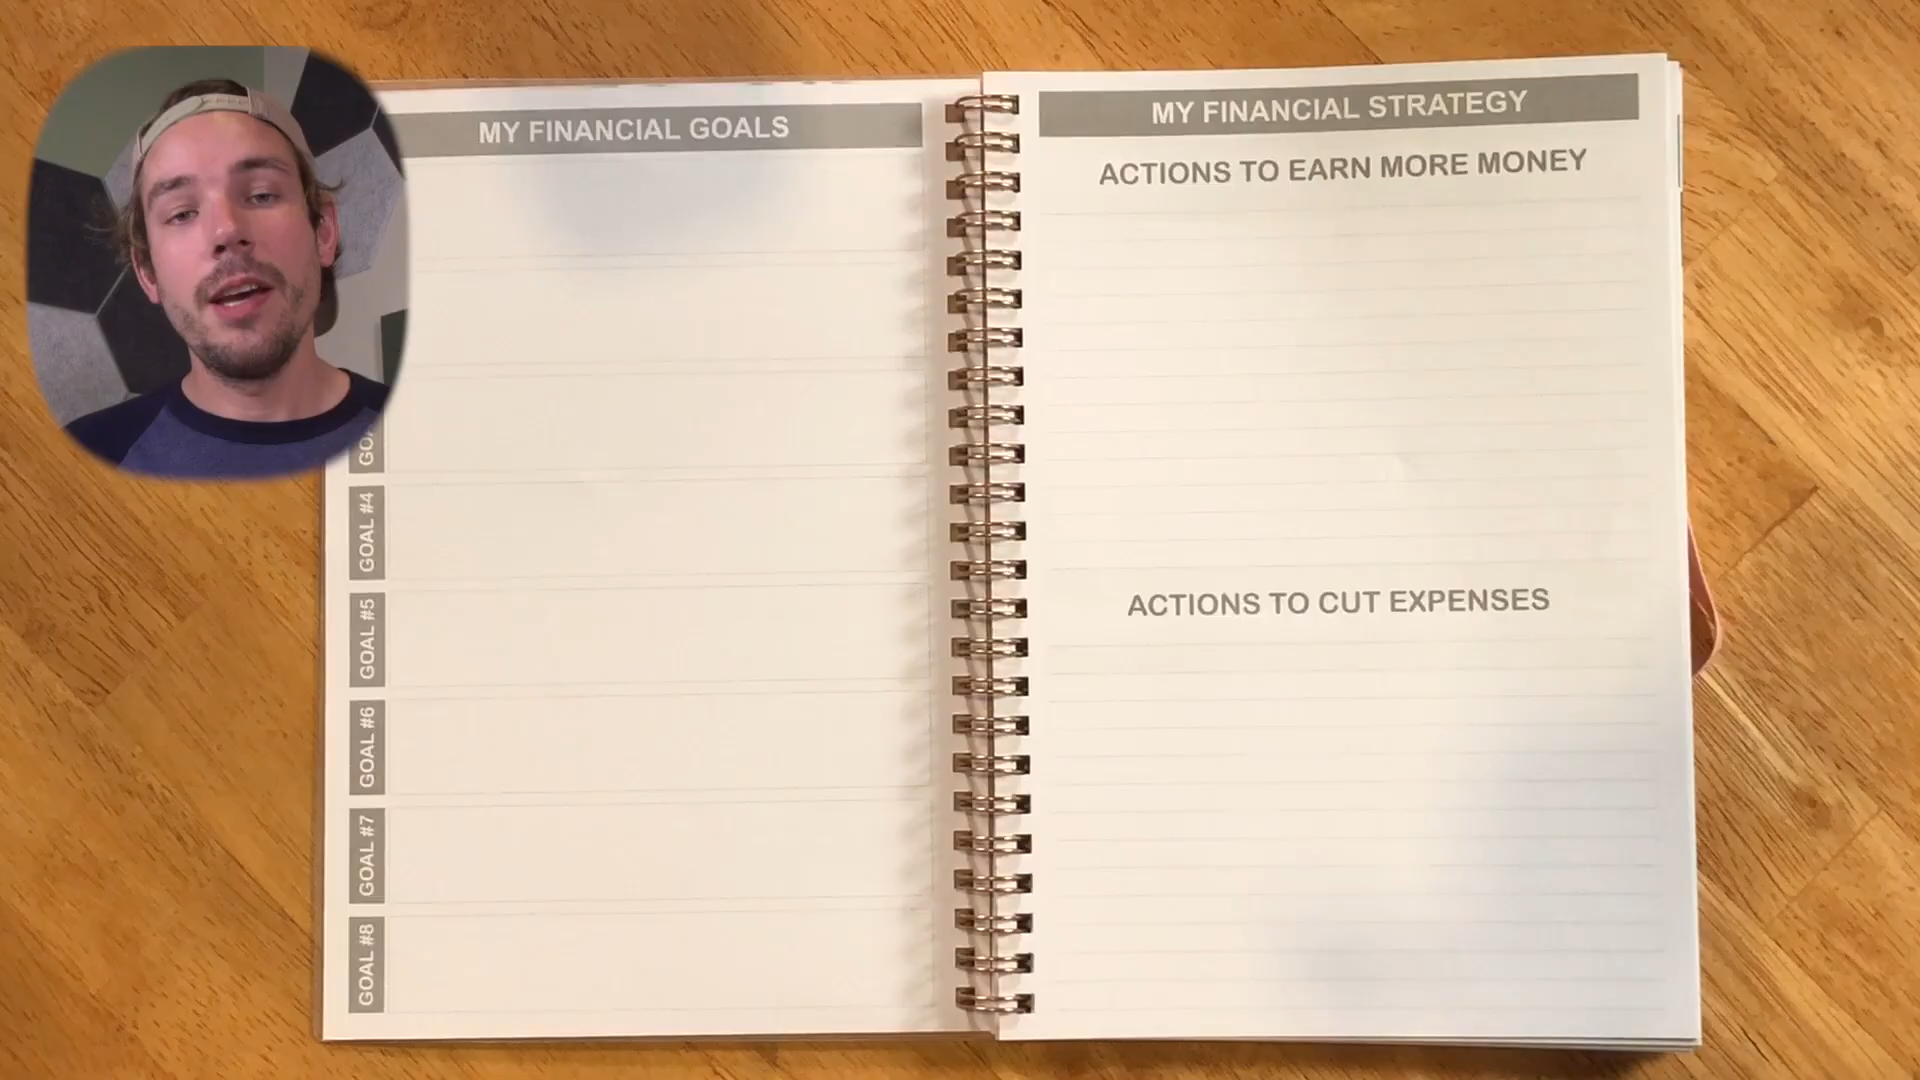 MY FINANCIAL GOALS
GOAL #4
GOAL #5
GOAL #6
GOAL #7
GOAL #8
MY FINANCIAL STRATEGY
ACTIONS TO EARN MORE MONEY
ACTIONS TO CUT EXPENSES